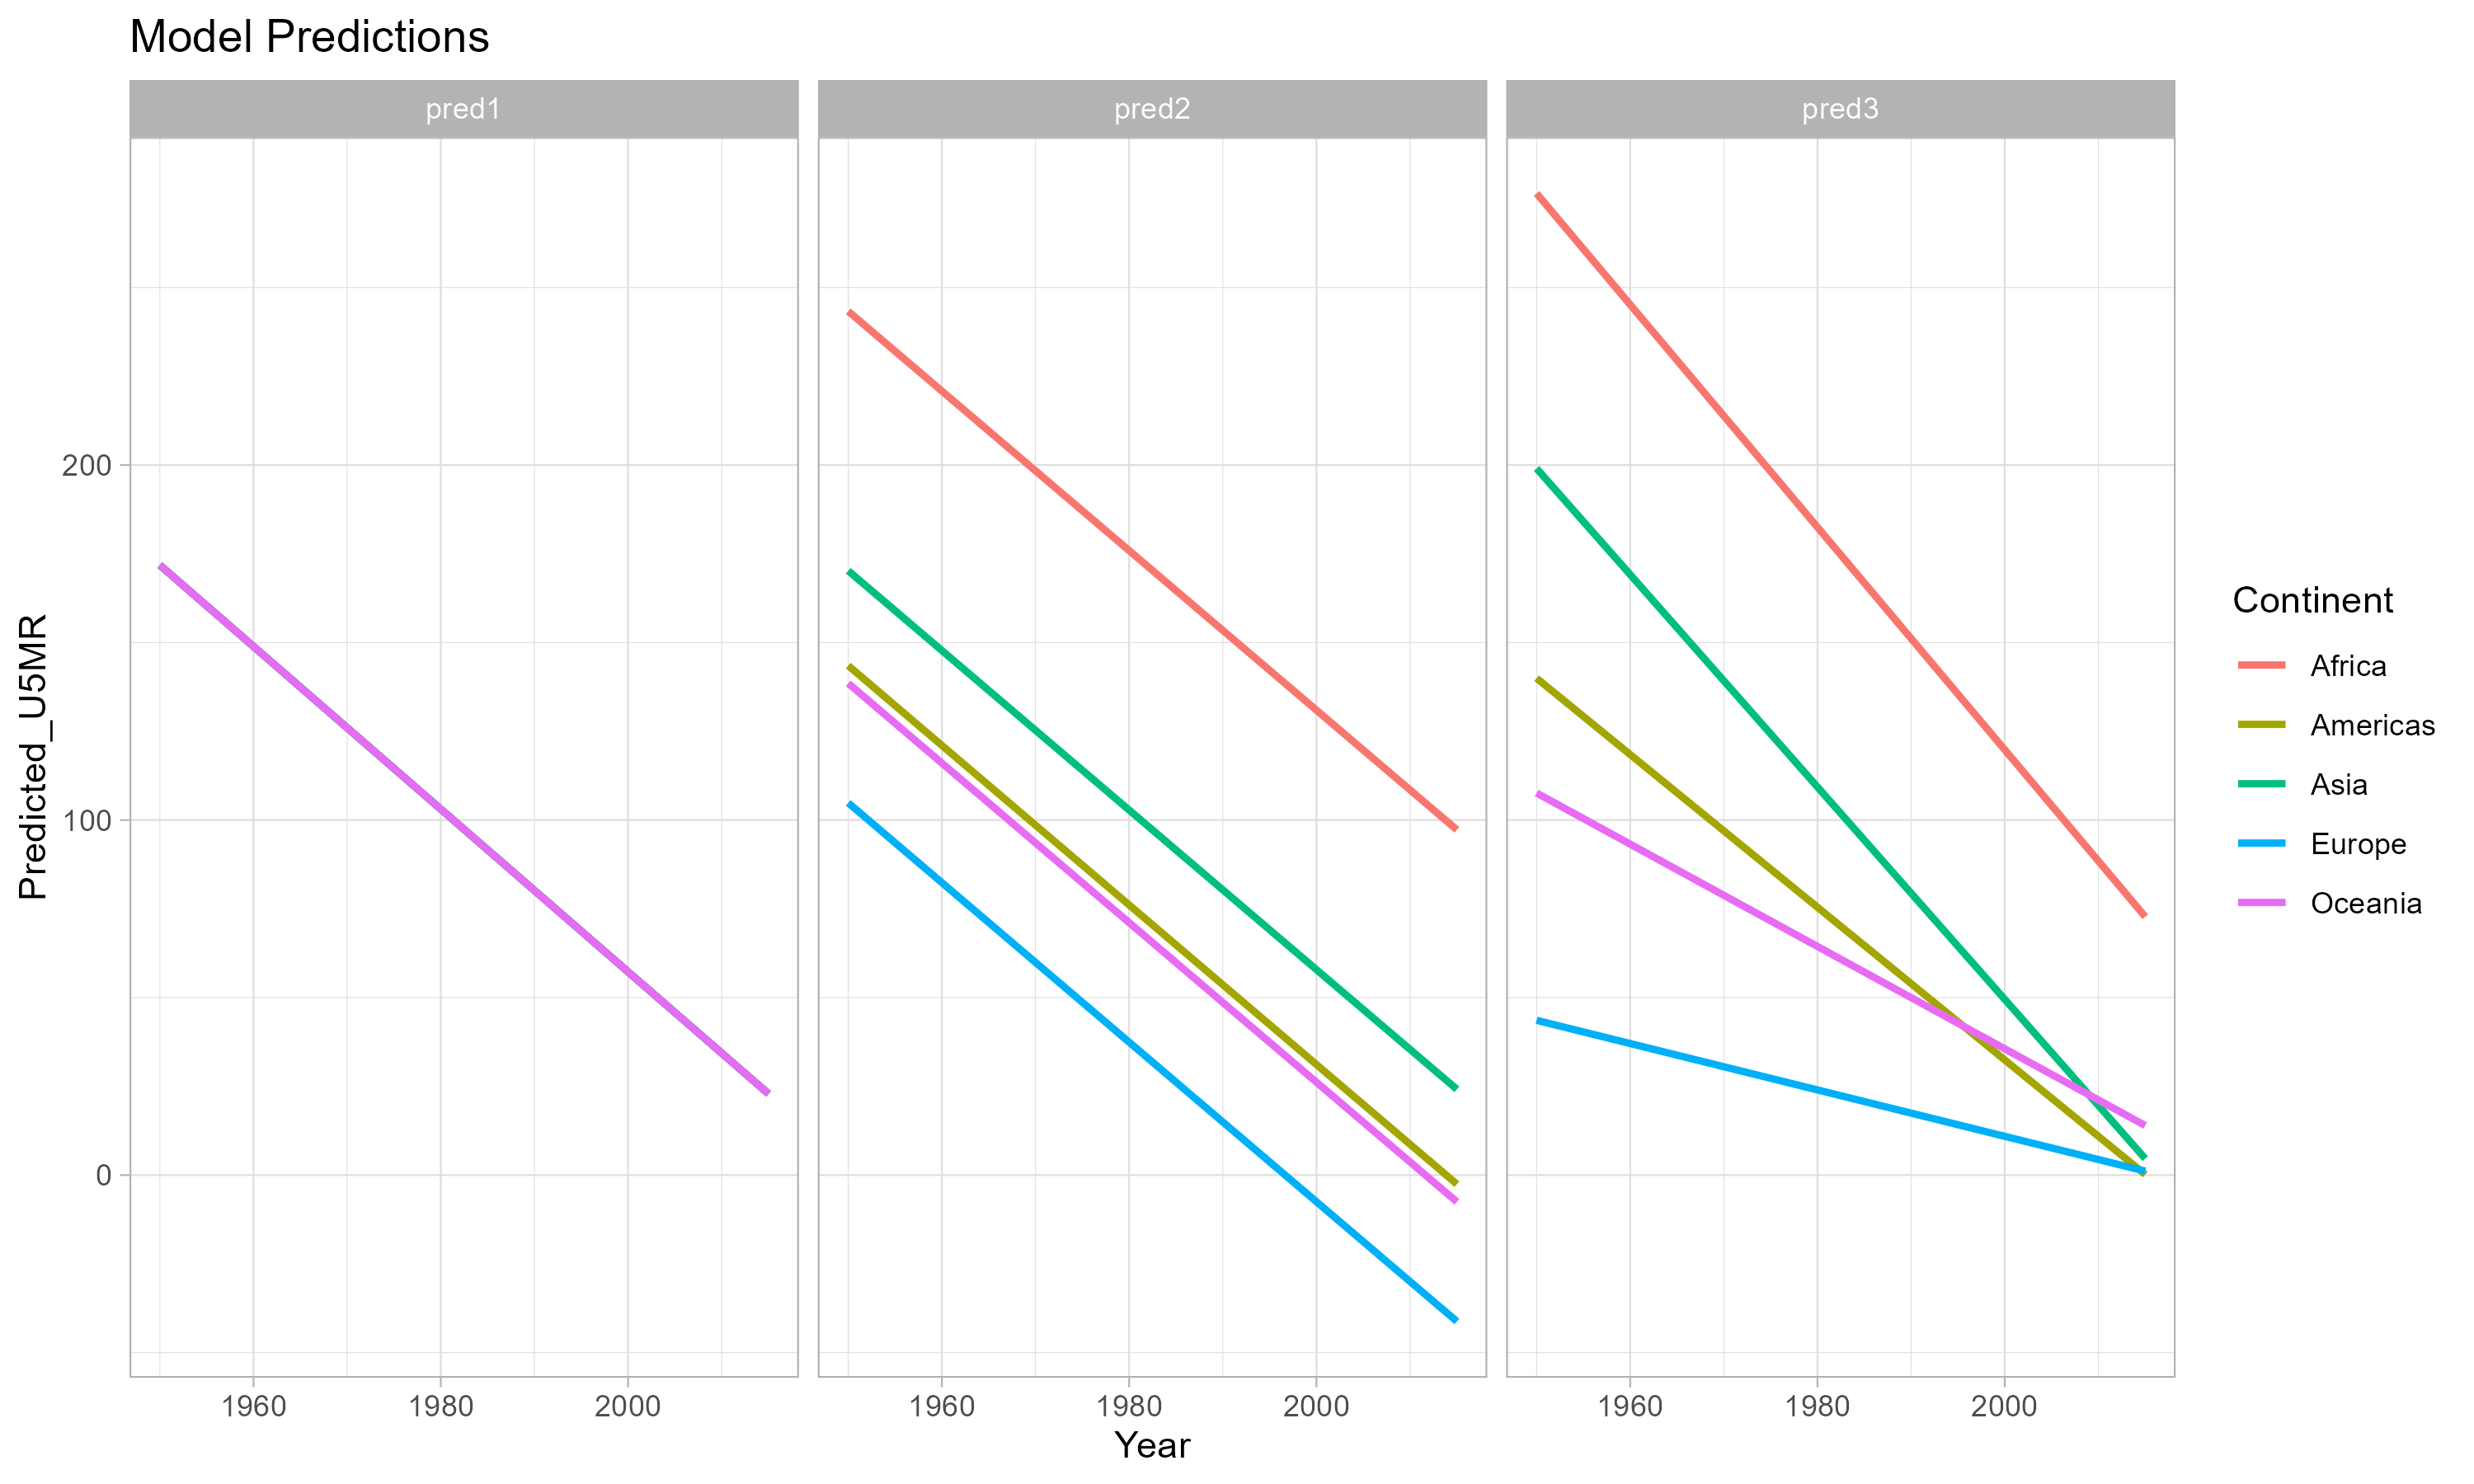 Model Predictions
pred1
pred2
pred3
200
100
0
Predicted_U5MR
1960
1980
2000
1960
1980
2000
1960
1980
2000
Year
Continent
Africa
Americas
Asia
Europe
Oceania